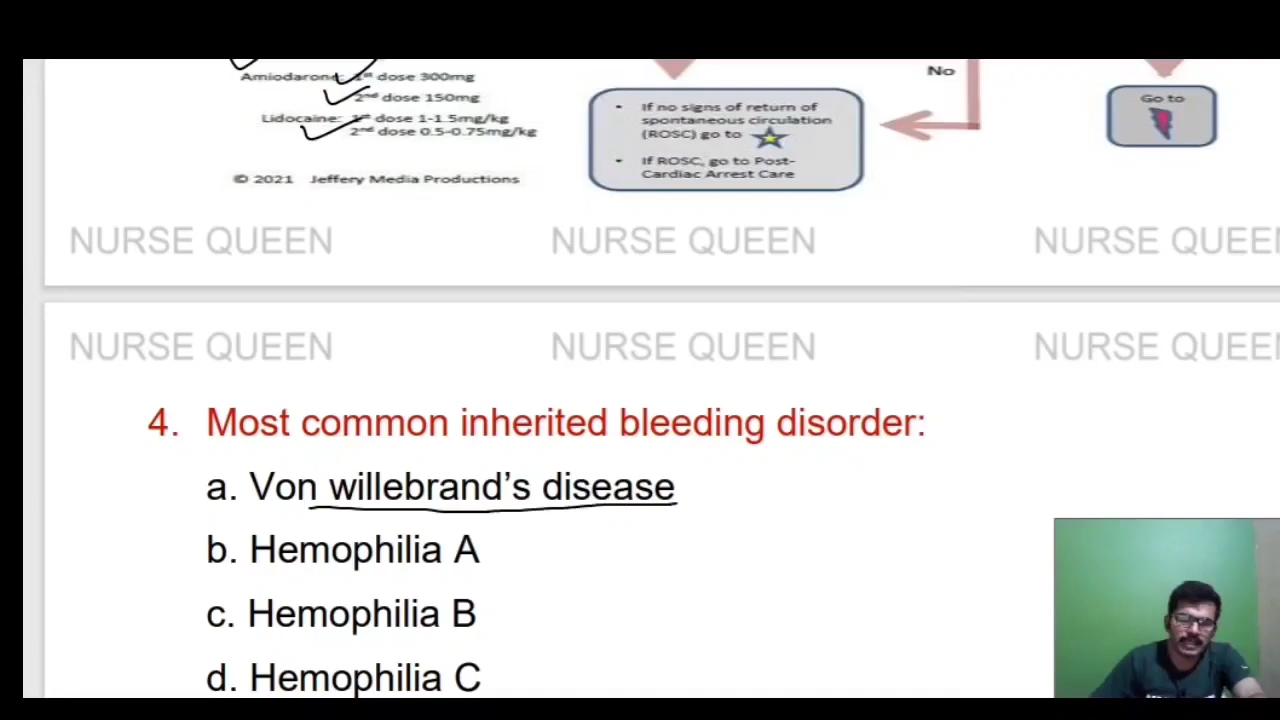 Amiodarone: 1st dose 300mg
2nd dose 150mg
Lidocaine: 1st dose 1-1.5mg/kg
2nd dose 0.5-0.75mg/kg
© 2021 Jeffery Media Productions
• If no signs of return of
spontaneous circulation
(ROSC) go to
• If ROSC, go to Post-
Cardiac Arrest Care
No
Go to
NURSE QUEEN NURSE QUEEN NURSE QUEEN
NURSE QUEEN NURSE QUEEN NURSE QUEEN
4. Most common inherited bleeding disorder:
a. Von willebrand’s disease
b. Hemophilia A
c. Hemophilia B
d. Hemophilia C